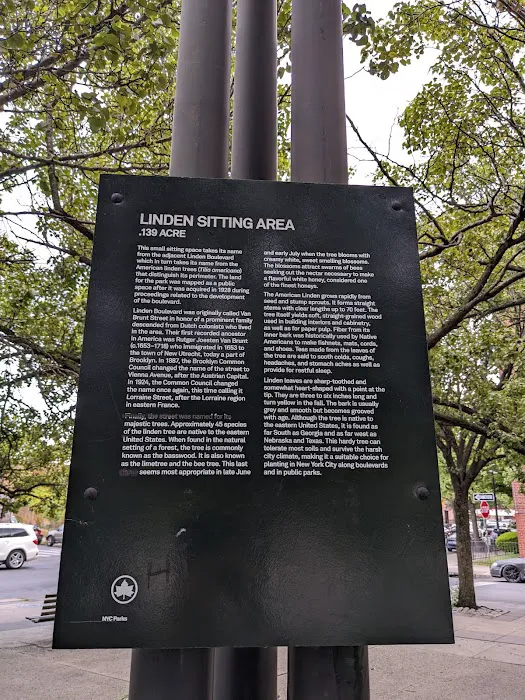 LINDEN SITTING AREA
.139 ACRE
This small sitting space takes its name
from the adjacent Linden Boulevard
which in turn takes its name from the
American linden trees (Tilia americana)
that distinguish its perimeter. The land
for the park was mapped as a public
space after it was acquired in 1928 during
proceedings related to the development
of the boulevard.
Linden Boulevard was originally called Van
Brunt Street in honor of a prominent family
descended from Dutch colonists who lived
in the area. Their first recorded ancestor
in America was Rutger Joesten Van Brunt
(c.1653–1718) who immigrated in 1653 to
the town of New Utrecht, today a part of
Brooklyn. In 1897, the Brooklyn Common
Council changed the name of the street to
Vienna Avenue, after the Austrian Capital.
In 1924, the Common Council changed
the name once again, this time calling it
Lorraine Street, after the Lorraine region
in eastern France.
Finally, the street was named for its
majestic trees. Approximately 45 species
of the linden tree are native to the eastern
United States. When found in the natural
setting of a forest, the tree is commonly
known as the basswood. It is also known
as the limetree and the bee tree. This last
seems most appropriate in late June
and early July when the tree blooms with
creamy white, sweet smelling blossoms.
The blossoms attract swarms of bees
seeking out the nectar necessary to make
a flavorful white honey, considered one
of the finest honeys.
The American Linden grows rapidly from
seed and stump sprouts. It forms straight
stems with clear lengths up to 70 feet. The
tree itself yields soft, straight-grained wood
used in building interiors and cabinetry,
as well as for paper pulp. Fiber from its
inner bark was historically used by Native
Americans to make fishnets, mats, cords,
and shoes. Teas made from the leaves
of the tree are said to sooth colds, coughs,
headaches, and stomach aches as well as
provide for restful sleep.
Linden leaves are sharp-toothed and
somewhat heart-shaped with a point at the
tip. They are three to six inches long and
turn yellow in the fall. The bark is usually
grey and smooth but becomes grooved
with age. Although the tree is native to
the eastern United States, it is found as
far South as Georgia and as far west as
Nebraska and Texas. This hardy tree can
tolerate most soils and survive the harsh
city climate, making it a suitable choice for
planting in New York City along boulevards
and in public parks.
NYC Parks
STOP